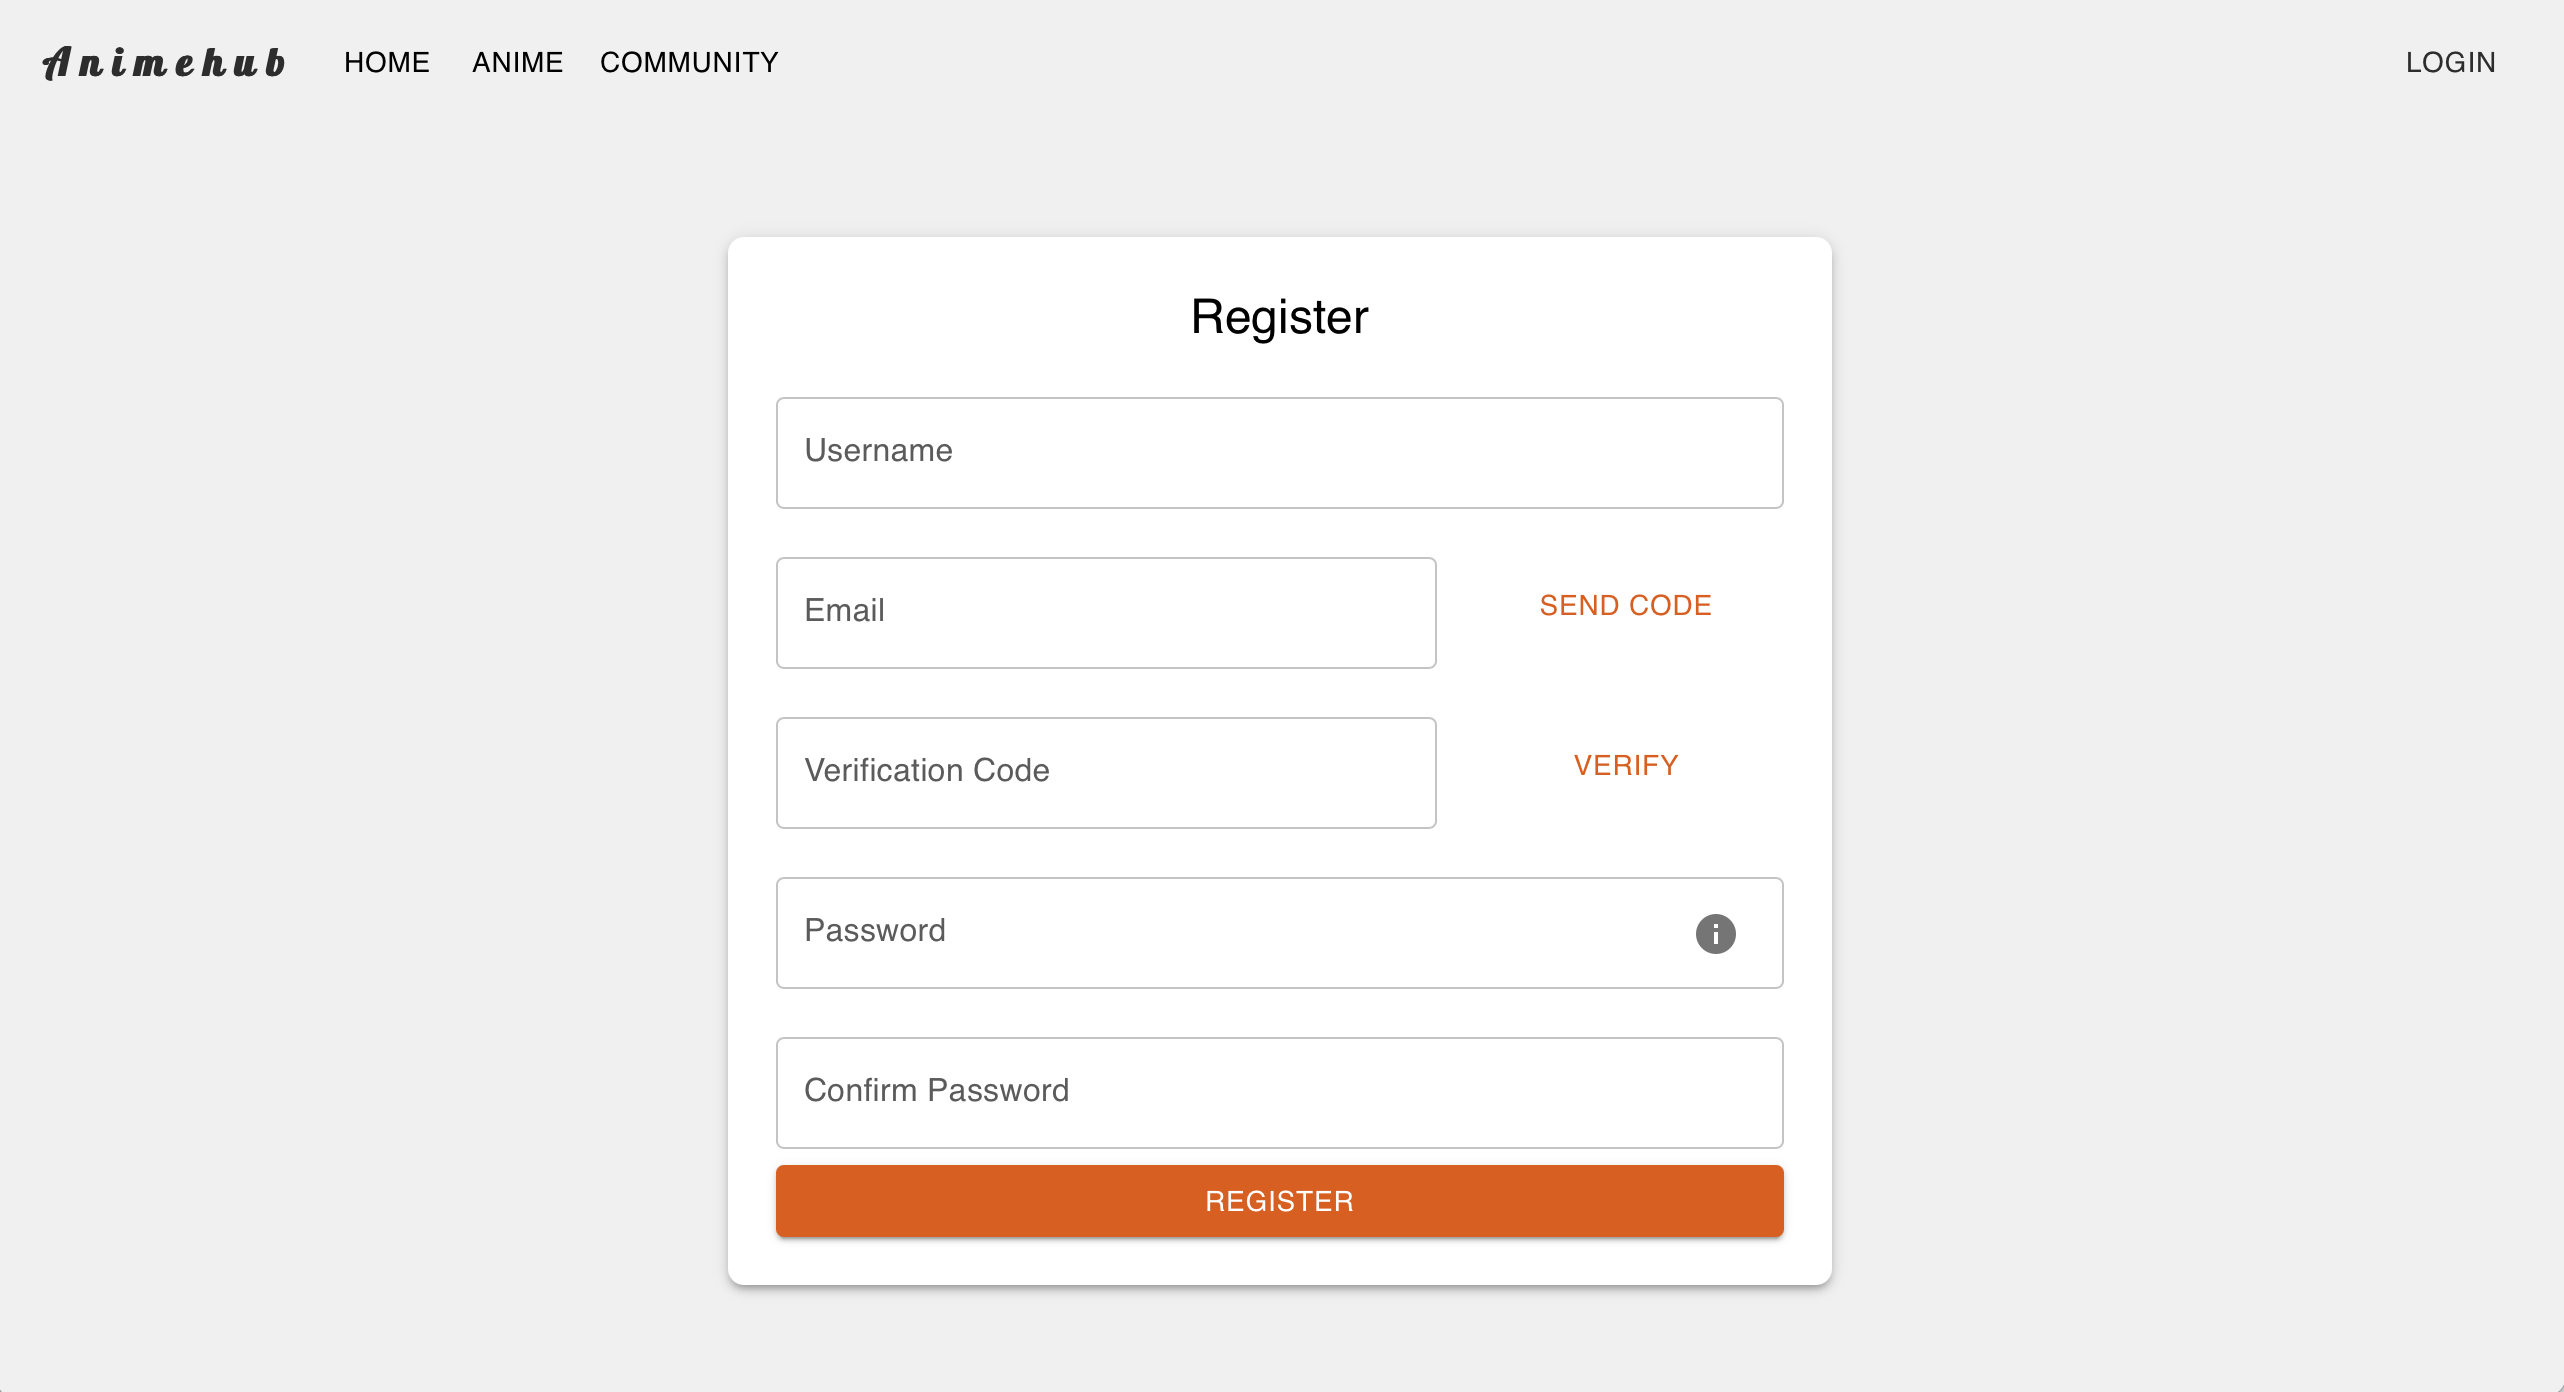 Animehub HOME ANIME COMMUNITY LOGIN
Register
Username
Email SEND CODE
Verification Code VERIFY
Password
Confirm Password
REGISTER